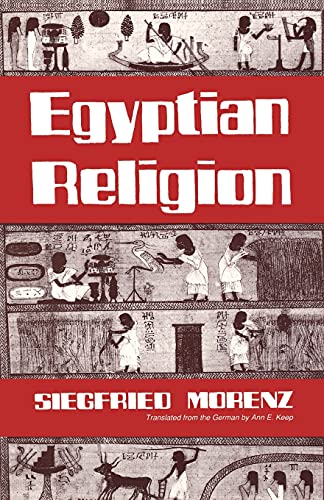 Egyptian
Religion
SIEGFRIED MORENZ
Translated from the German by Ann E. Keep